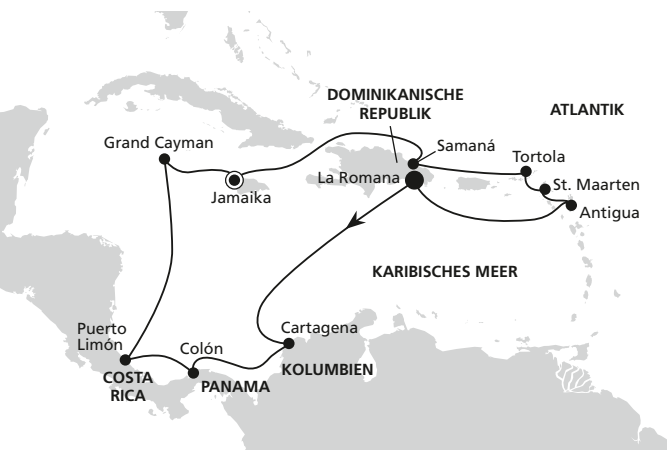 DOMINIKANISCHE
REPUBLIK
ATLANTIK
Grand Cayman
Samaná
Tortola
La Romana
St. Maarten
Jamaika
Antigua
KARIBISCHES MEER
Puerto
Limón
Colón
Cartagena
KOLUMBIEN
COSTA
RICA
PANAMA